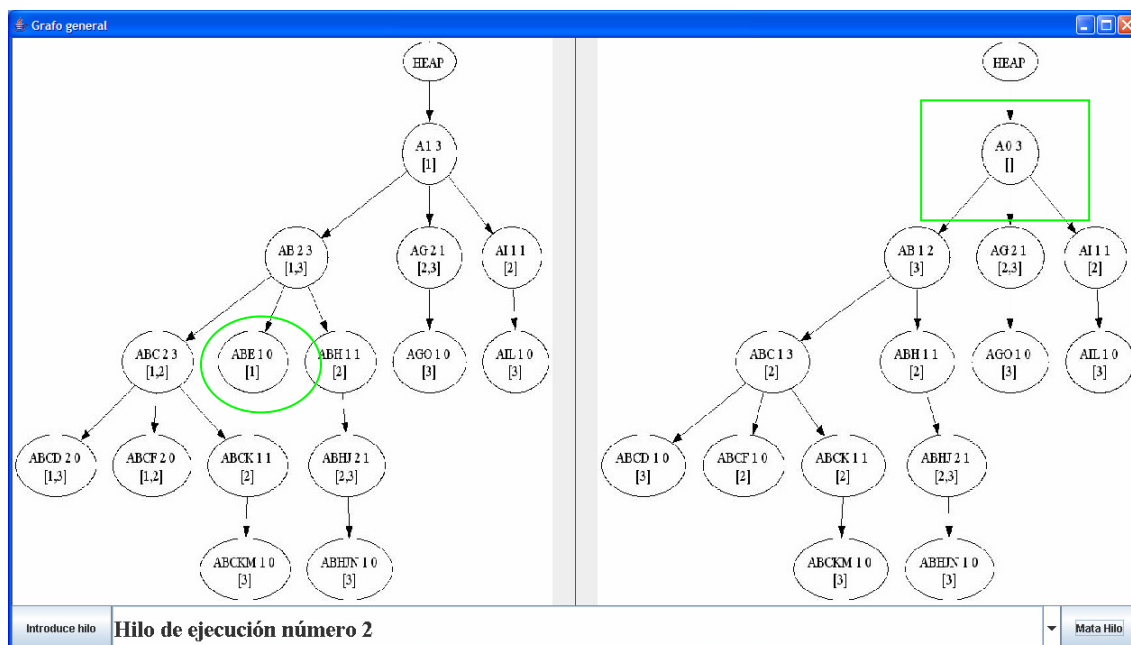 Grafo general
HEAP
A 1 3
[1]
AB 2 3
[1,3]
AG 2 1
[2,3]
AI 1 1
[2]
ABC 2 3
[1,2]
ABE 1 0
[1]
ABH 1 1
[2]
AGO 1 0
[3]
AIL 1 0
[3]
ABCD 2 0
[1,3]
ABCF 2 0
[1,2]
ABCK 1 1
[2]
ABHJ 2 1
[2,3]
ABCKM 1 0
[3]
ABHJN 1 0
[3]
HEAP
A 0 3
[]
AB 1 2
[3]
AG 2 1
[2,3]
AI 1 1
[2]
ABC 1 3
[2]
ABH 1 1
[2]
AGO 1 0
[3]
AIL 1 0
[3]
ABCD 1 0
[3]
ABCF 1 0
[2]
ABCK 1 1
[2]
ABHJ 2 1
[2,3]
ABCKM 1 0
[3]
ABHJN 1 0
[3]
Introduce hilo
Hilo de ejecución número 2
Mata Hilo